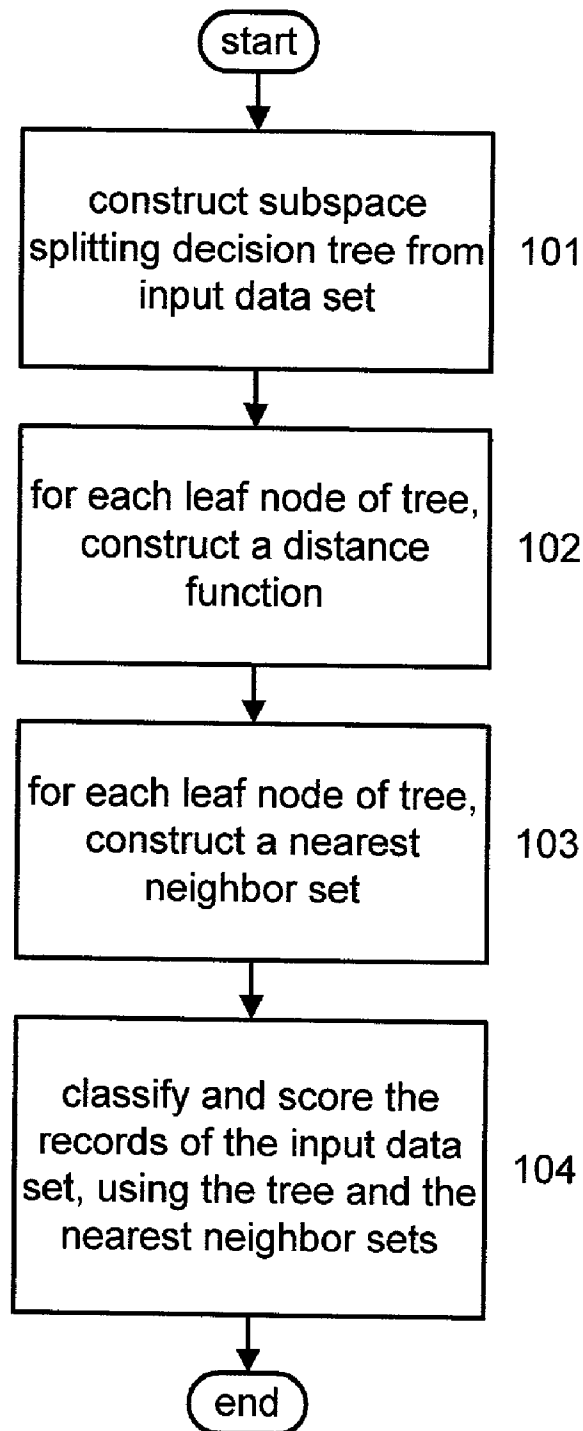 start
construct subspace
splitting decision tree from
input data set
101
for each leaf node of tree,
construct a distance
function
102
for each leaf node of tree,
construct a nearest
neighbor set
103
classify and score the
records of the input data
set, using the tree and the
nearest neighbor sets
104
end